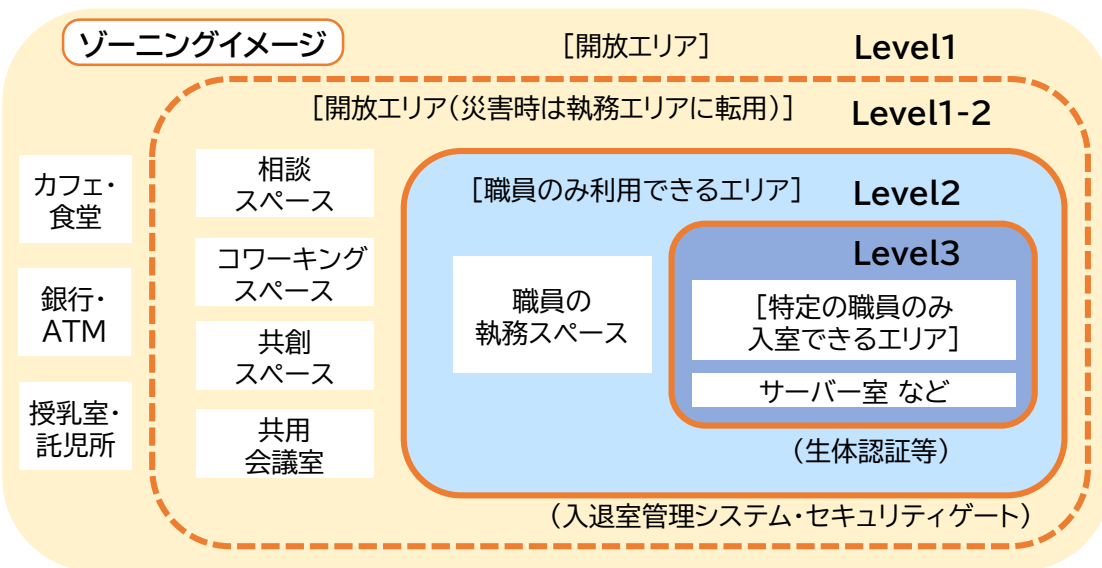 ゾーニングイメージ
[開放エリア]
Level1
[開放エリア(災害時は執務エリアに転用)]
Level1-2
カフェ・
食堂
銀行・
ATM
授乳室・
託児所
相談
スペース
コワーキング
スペース
共創
スペース
共用
会議室
[職員のみ利用できるエリア]
Level2
職員の
執務スペース
Level3
[特定の職員のみ
入室できるエリア]
サーバー室 など
(生体認証等)
(入退室管理システム・セキュリティゲート)